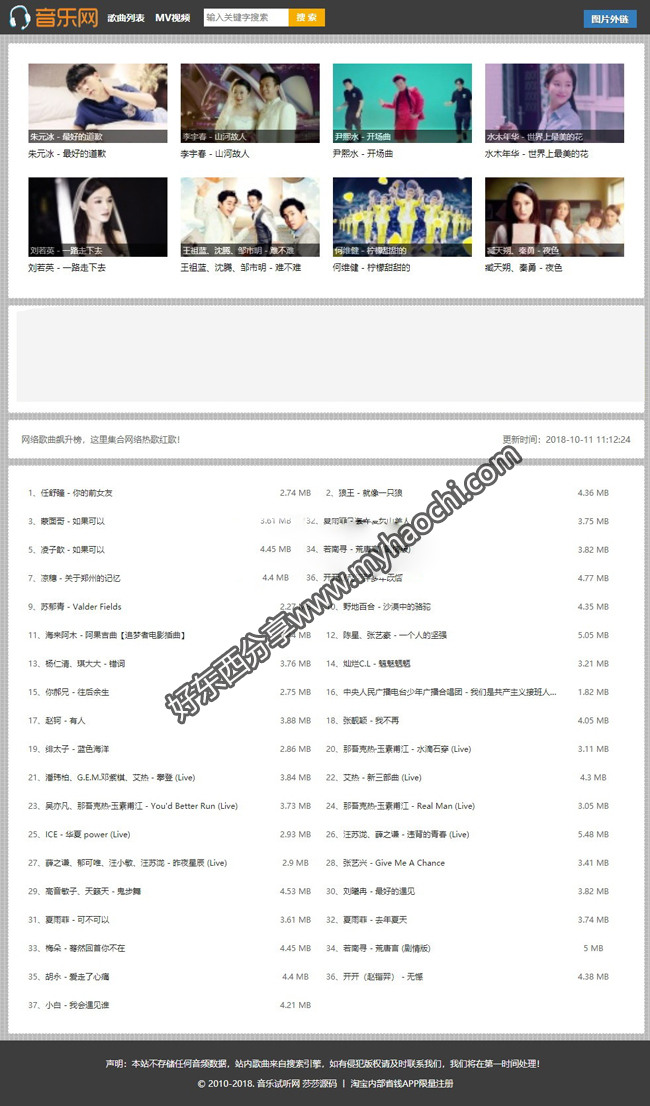 音乐网 歌曲列表 MV视频 输入关键字搜索 搜 索 图片外链
朱元冰 - 最好的道歉
李宇春 - 山河故人
尹熙水 - 开场曲
水木年华 - 世界上最美的花
朱元冰 - 最好的道歉
李宇春 - 山河故人
尹熙水 - 开场曲
水木年华 - 世界上最美的花
刘若英 - 一路走下去
王祖蓝、沈腾、邹市明 - 难不难
何维健 - 柠檬甜甜的
臧天朔、秦勇 - 夜色
刘若英 - 一路走下去
王祖蓝、沈腾、邹市明 - 难不难
何维健 - 柠檬甜甜的
臧天朔、秦勇 - 夜色
网络歌曲飙升榜，这里集合网络热歌红歌！ 更新时间：2018-10-11 11:12:24
1、任舒瞳 - 你的前女友 2.74 MB 2、狼王 - 就像一只狼 4.36 MB
3、蒙面哥 - 如果可以 3.61 MB 32、夏雨菲 3.75 MB
5、凌子歆 - 如果可以 4.45 MB 34、若南寻 - 荒唐言 3.82 MB
7、凉穗 - 关于郑州的记忆 4.4 MB 36、开开 4.77 MB
9、苏郁青 - Valder Fields 10、野地百合 - 沙漠中的骆驼 4.35 MB
11、海来阿木 - 阿果吉曲【追梦者电影插曲】 12、陈星、张艺豪 - 一个人的坚强 5.05 MB
13、杨仁清、琪大大 - 错词 3.76 MB 14、灿烂C.L - 魑魅魍魉 3.21 MB
15、你郝兄 - 往后余生 2.75 MB 16、中央人民广播电台少年广播合唱团 - 我们是共产主义接班人... 1.82 MB
17、赵珂 - 有人 3.88 MB 18、张靓颖 - 我不再 4.05 MB
19、绯太子 - 蓝色海洋 2.86 MB 20、那吾克热-玉素甫江 - 水滴石穿 (Live) 3.11 MB
21、潘玮柏、G.E.M.邓紫棋、艾热 - 攀登 (Live) 3.84 MB 22、艾热 - 新三部曲 (Live) 4.3 MB
23、吴亦凡、那吾克热-玉素甫江 - You'd Better Run (Live) 3.73 MB 24、那吾克热-玉素甫江 - Real Man (Live) 3.05 MB
25、ICE - 华夏 power (Live) 2.93 MB 26、汪苏泷、薛之谦 - 违背的青春 (Live) 5.48 MB
27、薛之谦、郁可唯、汪小敏、汪苏泷 - 昨夜星辰 (Live) 2.9 MB 28、张艺兴 - Give Me A Chance 3.41 MB
29、高音敏子、天籁天 - 鬼步舞 4.53 MB 30、刘曦冉 - 最好的遇见 3.82 MB
31、夏雨菲 - 可不可以 3.61 MB 32、夏雨菲 - 去年夏天 3.74 MB
33、梅朵 - 蓦然回首你不在 4.45 MB 34、若南寻 - 荒唐言 (剧情版) 5 MB
35、胡永 - 爱走了心痛 4.4 MB 36、开开（赵锴羿） - 无憾 4.38 MB
37、小白 - 我会遇见谁 4.21 MB
好东西分享www.myhaochi.com
声明：本站不存储任何音频数据，站内歌曲来自搜索引擎，如有侵犯版权请及时联系我们，我们将在第一时间处理！
© 2010-2018. 音乐试听网 莎莎源码 | 淘宝内部省钱APP限量注册